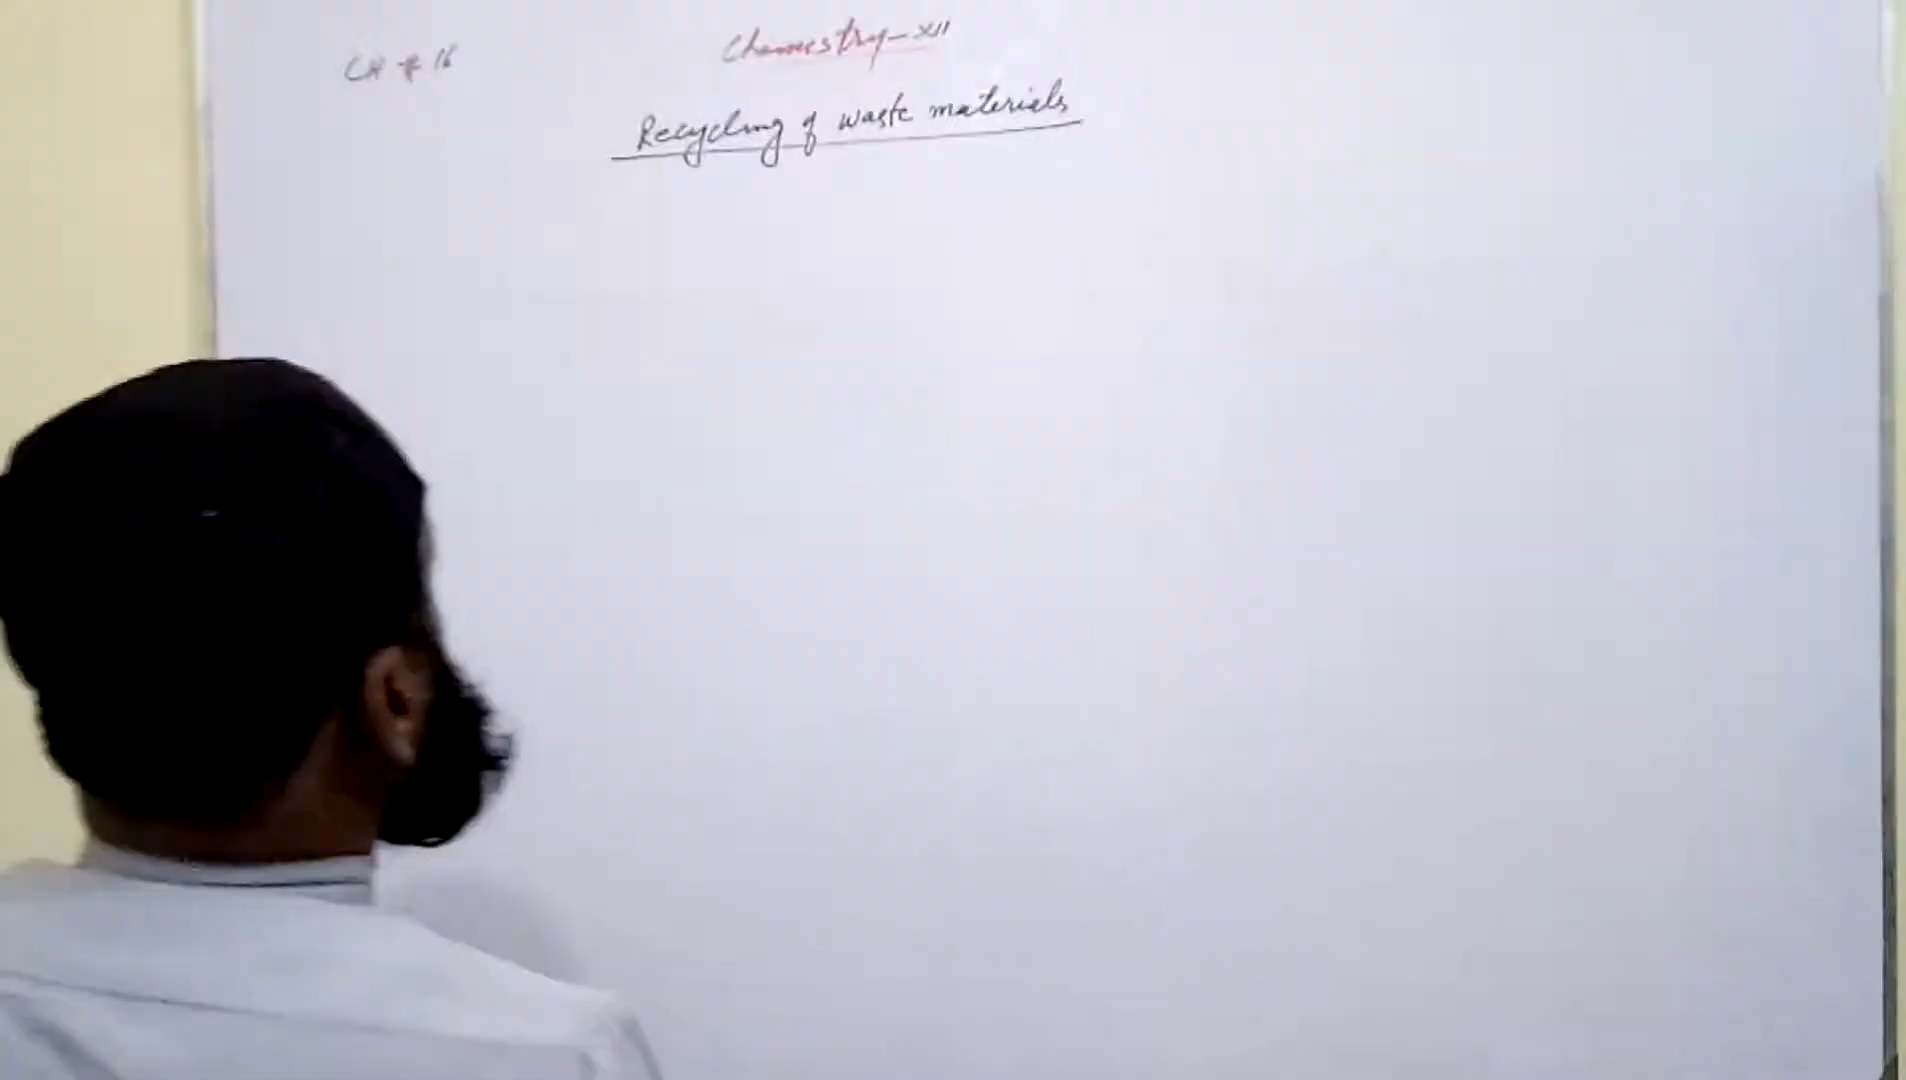 CH # 16
Chemistry-XII
Recycling of waste materials